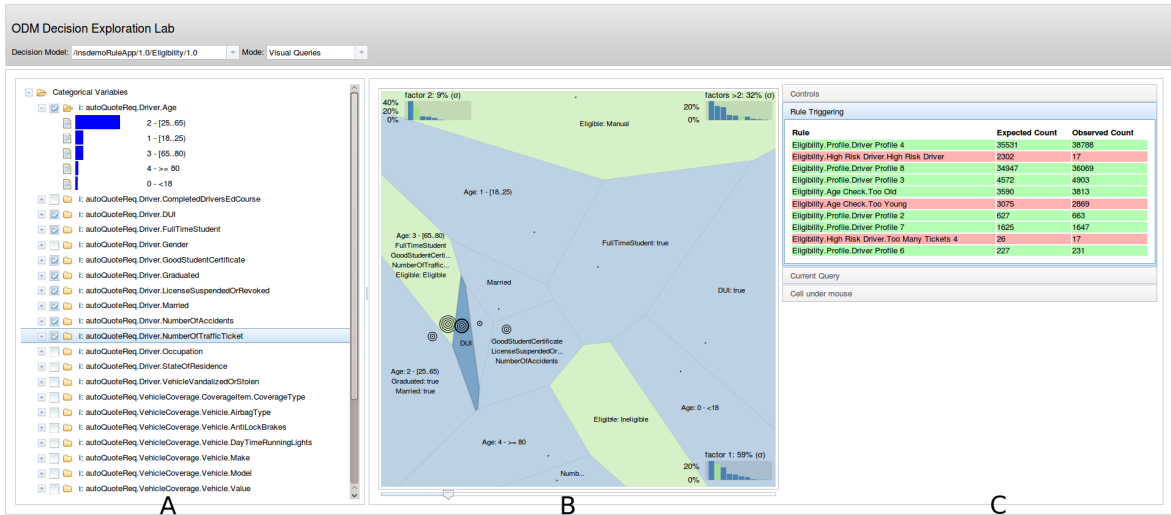 ODM Decision Exploration Lab
Decision Model: /insdemoRuleApp/1.0/Eligibility/1.0 Mode: Visual Queries
Categorical Variables
i: autoQuoteReq.Driver.Age
2 - [25..65)
1 - [18..25)
3 - [65..80)
4 - >= 80
0 - <18
i: autoQuoteReq.Driver.CompletedDriversEdCourse
i: autoQuoteReq.Driver.DUI
i: autoQuoteReq.Driver.FullTimeStudent
i: autoQuoteReq.Driver.Gender
i: autoQuoteReq.Driver.GoodStudentCertificate
i: autoQuoteReq.Driver.Graduated
i: autoQuoteReq.Driver.LicenseSuspendedOrRevoked
i: autoQuoteReq.Driver.Married
i: autoQuoteReq.Driver.NumberOfAccidents
i: autoQuoteReq.Driver.NumberOfTrafficTicket
i: autoQuoteReq.Driver.Occupation
i: autoQuoteReq.Driver.StateOfResidence
i: autoQuoteReq.Driver.VehicleVandalizedOrStolen
i: autoQuoteReq.VehicleCoverage.CoverageItem.CoverageType
i: autoQuoteReq.VehicleCoverage.Vehicle.AirbagType
i: autoQuoteReq.VehicleCoverage.Vehicle.AntiLockBrakes
i: autoQuoteReq.VehicleCoverage.Vehicle.DayTimeRunningLights
i: autoQuoteReq.VehicleCoverage.Vehicle.Make
i: autoQuoteReq.VehicleCoverage.Vehicle.Model
i: autoQuoteReq.VehicleCoverage.Vehicle.Value
A
factor 2: 9% (σ)
40%
20%
0%
factors >2: 32% (σ)
20%
0%
Eligible: Manual
Age: 1 - [18..25)
Age: 3 - [65..80)
FullTimeStudent
GoodStudentCerti...
NumberOfTraffic...
Eligible: Eligible
FullTimeStudent: true
Married
DUI: true
DUI
GoodStudentCertificate
LicenseSuspendedOr...
NumberOfAccidents
Age: 2 - [25..65)
Graduated: true
Married: true
Age: 0 - <18
Eligible: Ineligible
Age: 4 - >= 80
Numb...
factor 1: 59% (σ)
20%
0%
B
Controls
Rule Triggering
Rule Expected Count Observed Count
Eligibility.Profile.Driver Profile 4 35531 38788
Eligibility.High Risk Driver.High Risk Driver 2302 17
Eligibility.Profile.Driver Profile 8 34947 36069
Eligibility.Profile.Driver Profile 3 4572 4903
Eligibility.Age Check.Too Old 3590 3813
Eligibility.Age Check.Too Young 3075 2869
Eligibility.Profile.Driver Profile 2 627 663
Eligibility.Profile.Driver Profile 7 1625 1647
Eligibility.High Risk Driver.Too Many Tickets 4 26 17
Eligibility.Profile.Driver Profile 6 227 231
Current Query
Cell under mouse
C